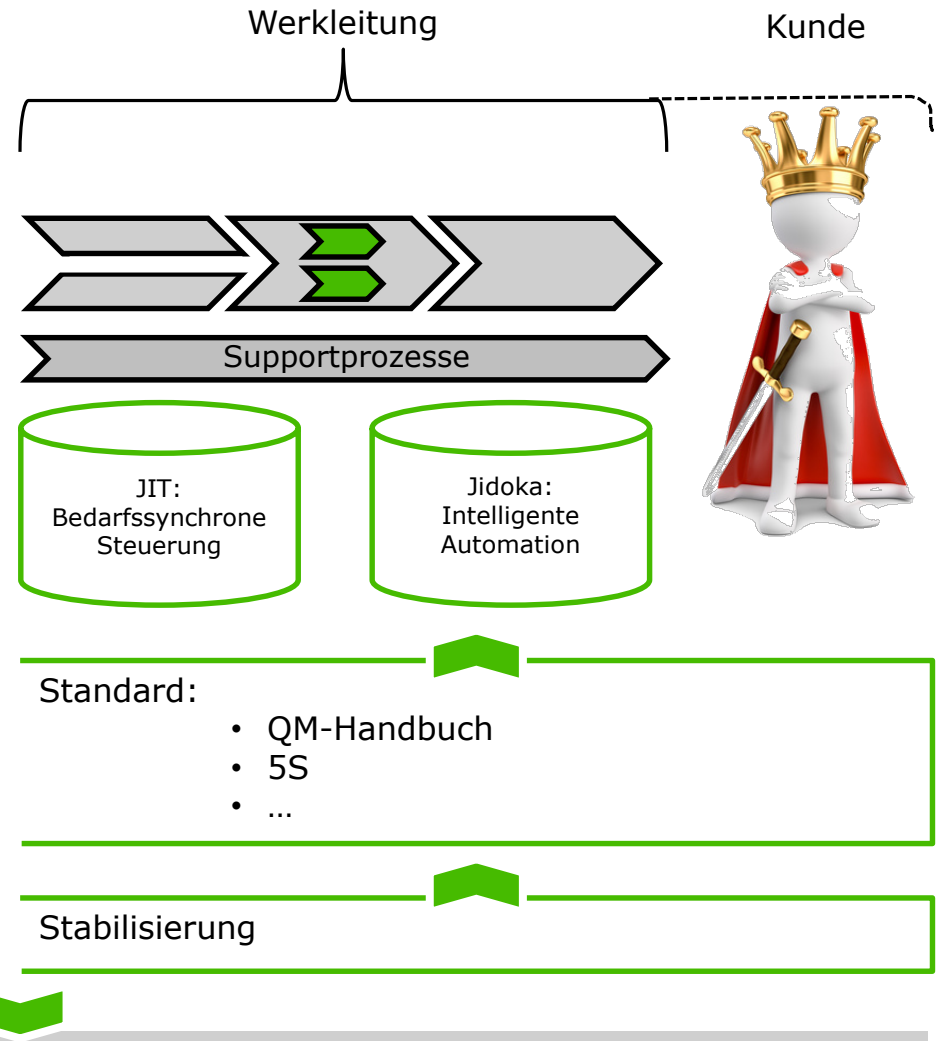 Werkleitung
Kunde
Supportprozesse
JIT:
Bedarfssynchrone
Steuerung
Jidoka:
Intelligente
Automation
Standard:
• QM-Handbuch
• 5S
• ...
Stabilisierung